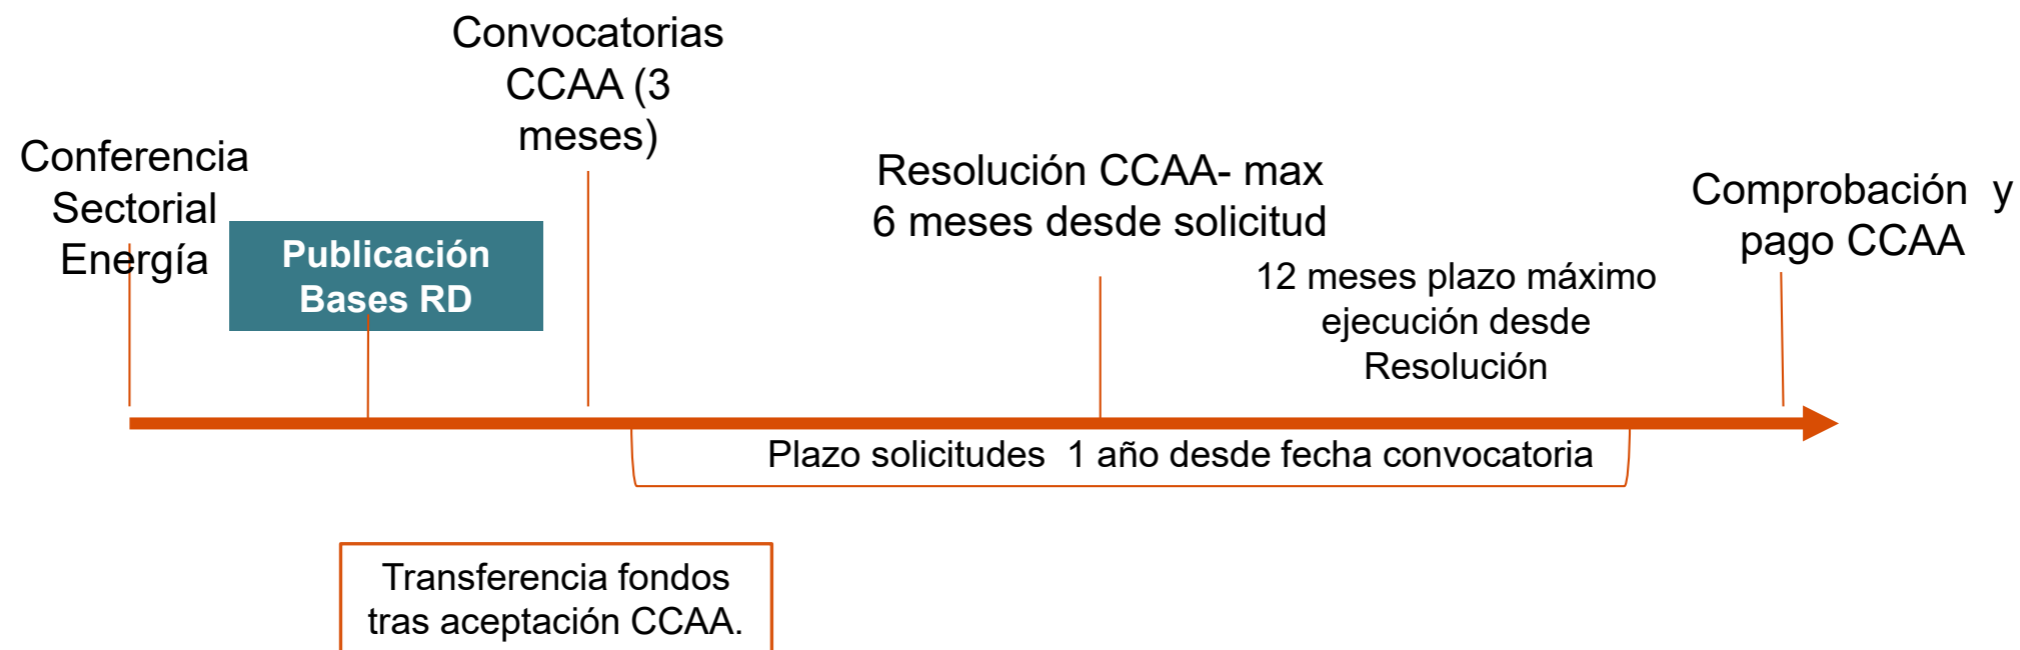 Convocatorias
CCAA (3
meses)
Conferencia
Sectorial
Energía
Publicación
Bases RD
Resolución CCAA- max
6 meses desde solicitud
12 meses plazo máximo
ejecución desde
Resolución
Comprobación y
pago CCAA
Plazo solicitudes 1 año desde fecha convocatoria
Transferencia fondos
tras aceptación CCAA.